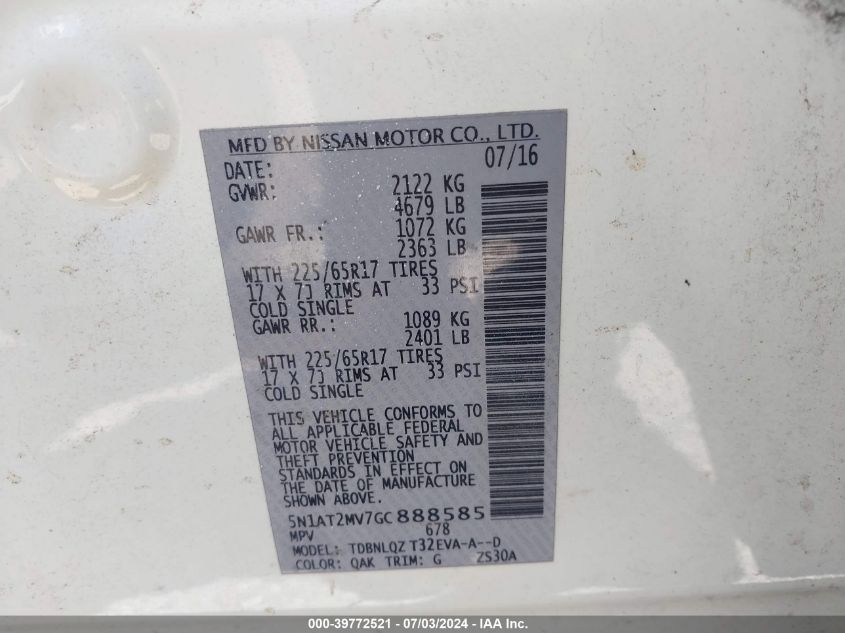 MFD BY NISSAN MOTOR CO., LTD.
DATE: 07/16
GVWR: 2122 KG
4679 LB
GAWR FR.: 1072 KG
2363 LB
WITH 225/65R17 TIRES
17 X 7J RIMS AT 33 PSI
COLD SINGLE
GAWR RR.: 1089 KG
2401 LB
WITH 225/65R17 TIRES
17 X 7J RIMS AT 33 PSI
COLD SINGLE
THIS VEHICLE CONFORMS TO
ALL APPLICABLE FEDERAL
MOTOR VEHICLE SAFETY AND
THEFT PREVENTION
STANDARDS IN EFFECT ON
THE DATE OF MANUFACTURE
SHOWN ABOVE.
5N1AT2MV7GC888585
MPV 678
MODEL: TDBNLQZ T32EVA-A--D
COLOR: QAK TRIM: G ZS30A
000-39772521 - 07/03/2024 - IAA Inc.